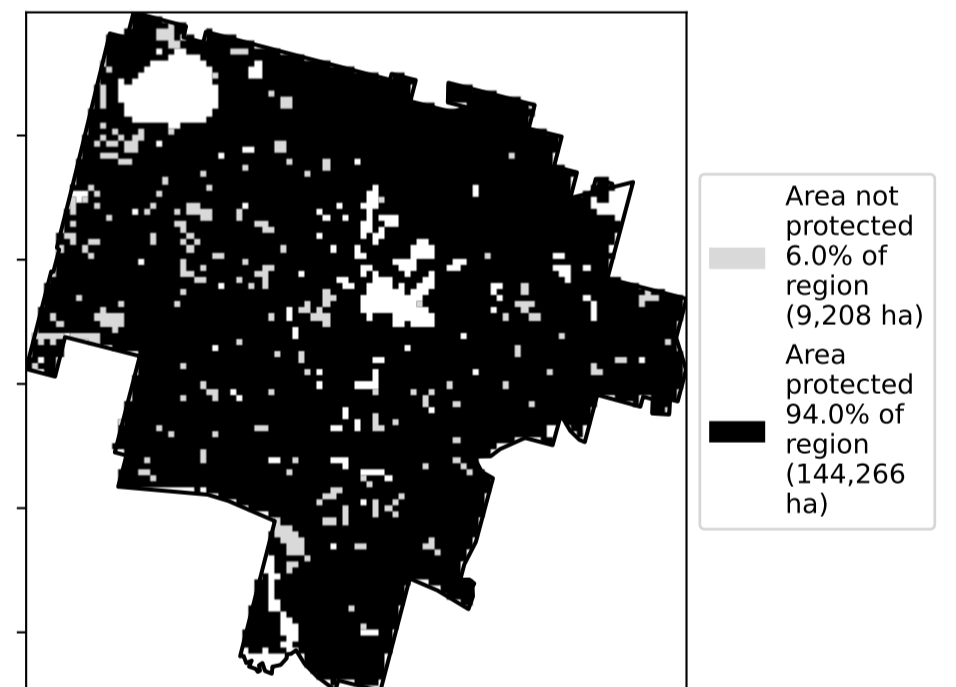 Area not
protected
6.0% of
region
(9,208 ha)
Area
protected
94.0% of
region
(144,266
ha)